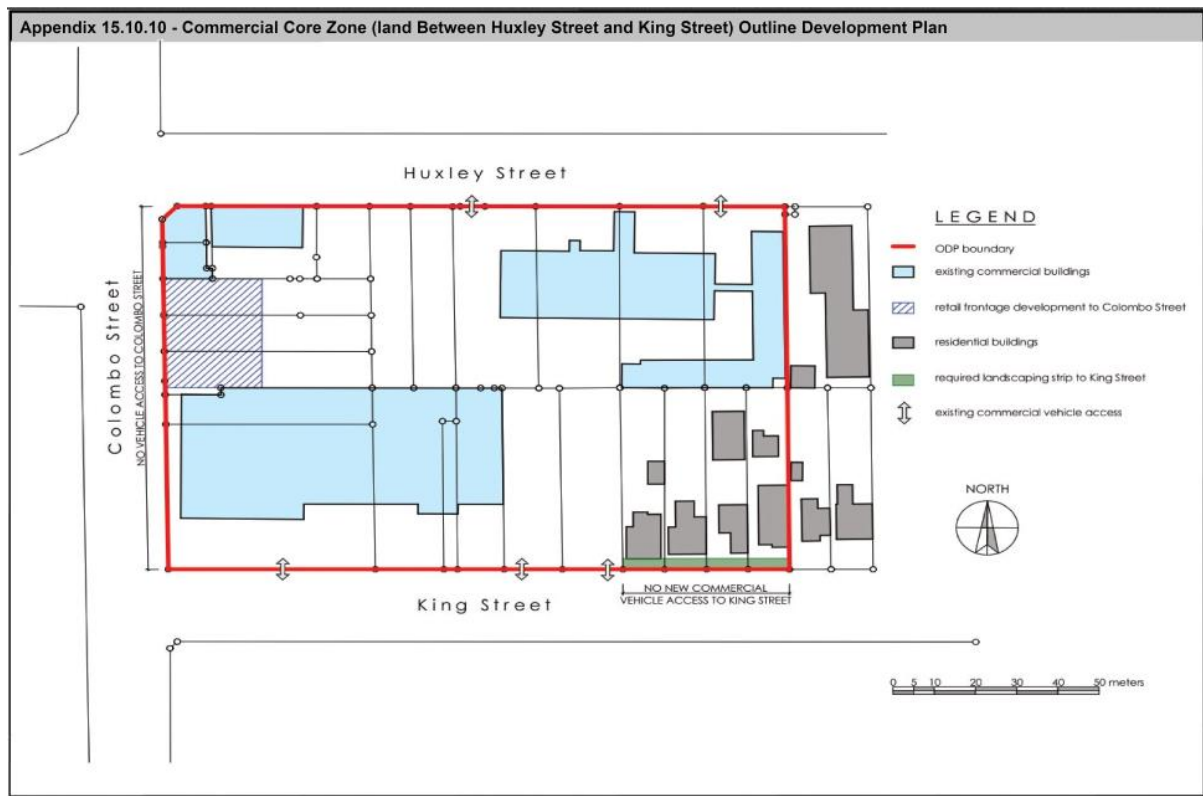 Appendix 15.10.10 - Commercial Core Zone (land Between Huxley Street and King Street) Outline Development Plan
Huxley Street
Colombo Street
NO VEHICLE ACCESS TO COLOMBO STREET
LEGEND
ODP boundary
existing commercial buildings
retail frontage development to Colombo Street
residential buildings
required landscaping strip to King Street
existing commercial vehicle access
NORTH
NO NEW COMMERCIAL
VEHICLE ACCESS TO KING STREET
King Street
0 5 10 20 30 40 50 meters